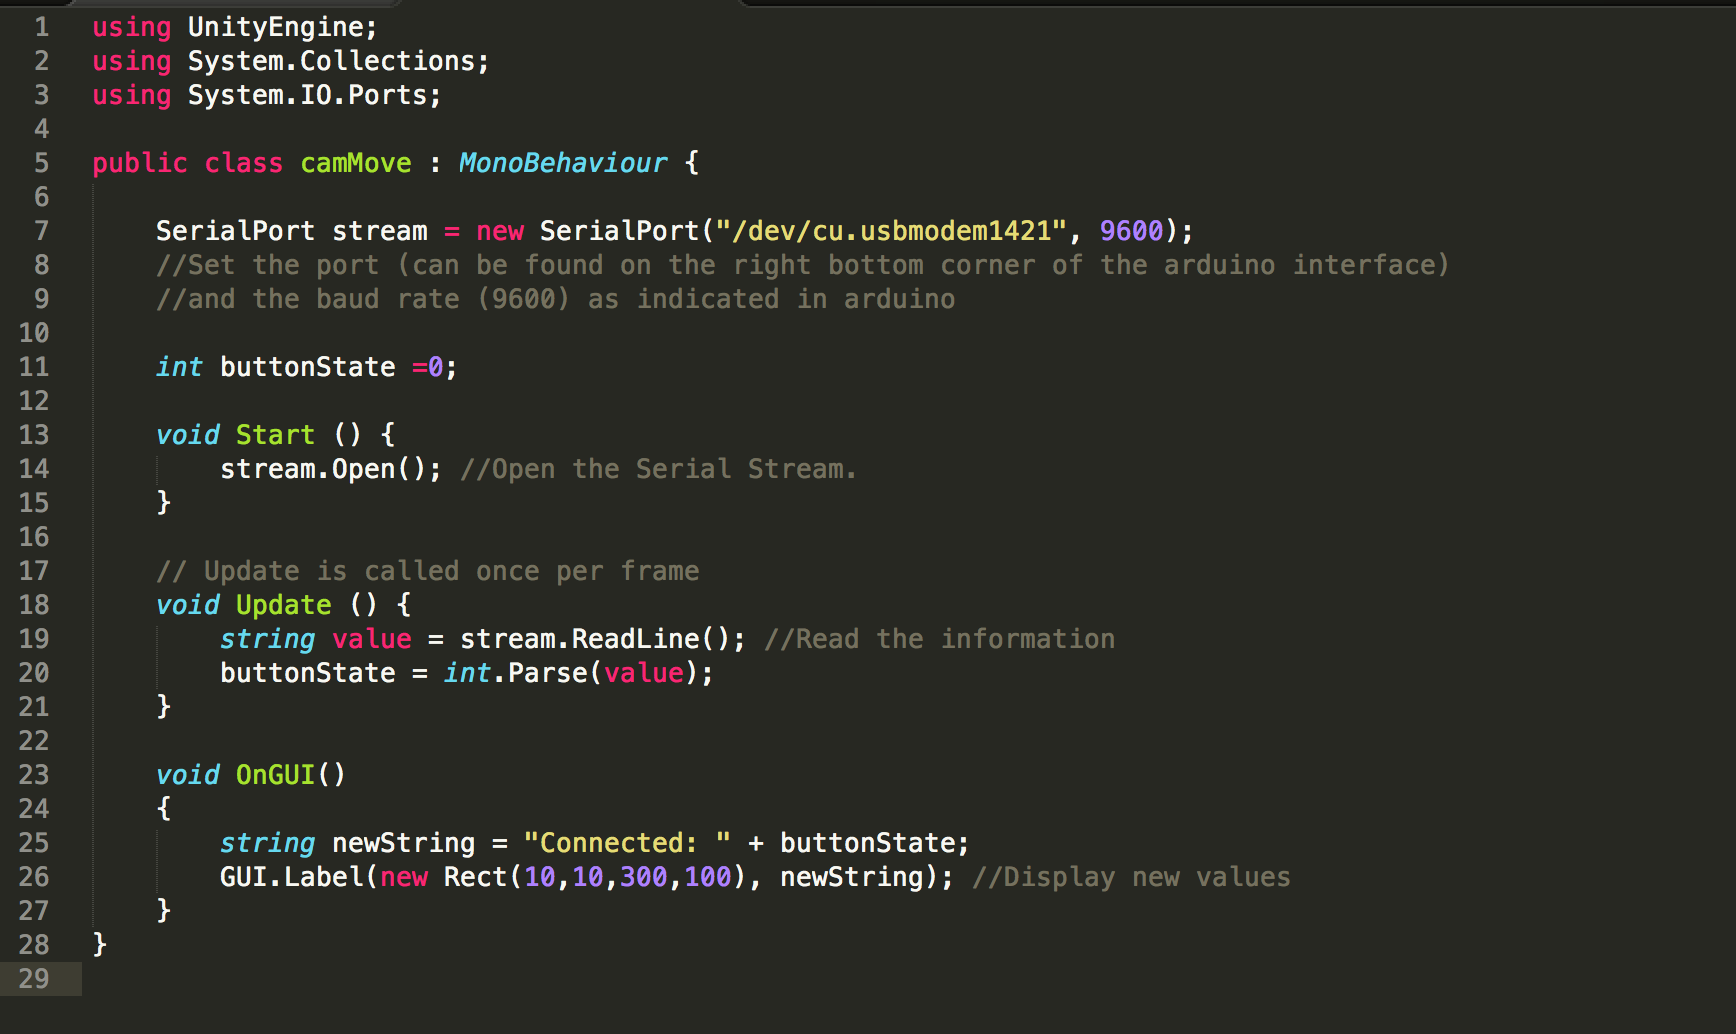 1 using UnityEngine;
2 using System.Collections;
3 using System.IO.Ports;
4
5 public class camMove : MonoBehaviour {
6
7 SerialPort stream = new SerialPort("/dev/cu.usbmodem1421", 9600);
8 //Set the port (can be found on the right bottom corner of the arduino interface)
9 //and the baud rate (9600) as indicated in arduino
10
11 int buttonState =0;
12
13 void Start () {
14 stream.Open(); //Open the Serial Stream.
15 }
16
17 // Update is called once per frame
18 void Update () {
19 string value = stream.ReadLine(); //Read the information
20 buttonState = int.Parse(value);
21 }
22
23 void OnGUI()
24 {
25 string newString = "Connected: " + buttonState;
26 GUI.Label(new Rect(10,10,300,100), newString); //Display new values
27 }
28 }
29